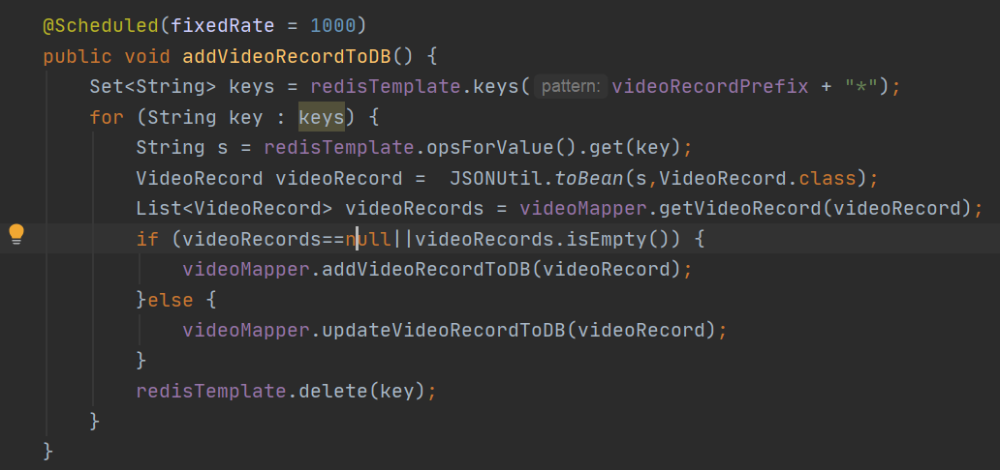 @Scheduled(fixedRate = 1000)
public void addVideoRecordToDB() {
Set<String> keys = redisTemplate.keys( pattern: videoRecordPrefix + "*");
for (String key : keys) {
String s = redisTemplate.opsForValue().get(key);
VideoRecord videoRecord =  JSONUtil.toBean(s,VideoRecord.class);
List<VideoRecord> videoRecords = videoMapper.getVideoRecord(videoRecord);
if (videoRecords==null||videoRecords.isEmpty()) {
videoMapper.addVideoRecordToDB(videoRecord);
}else {
videoMapper.updateVideoRecordToDB(videoRecord);
}
redisTemplate.delete(key);
}
}